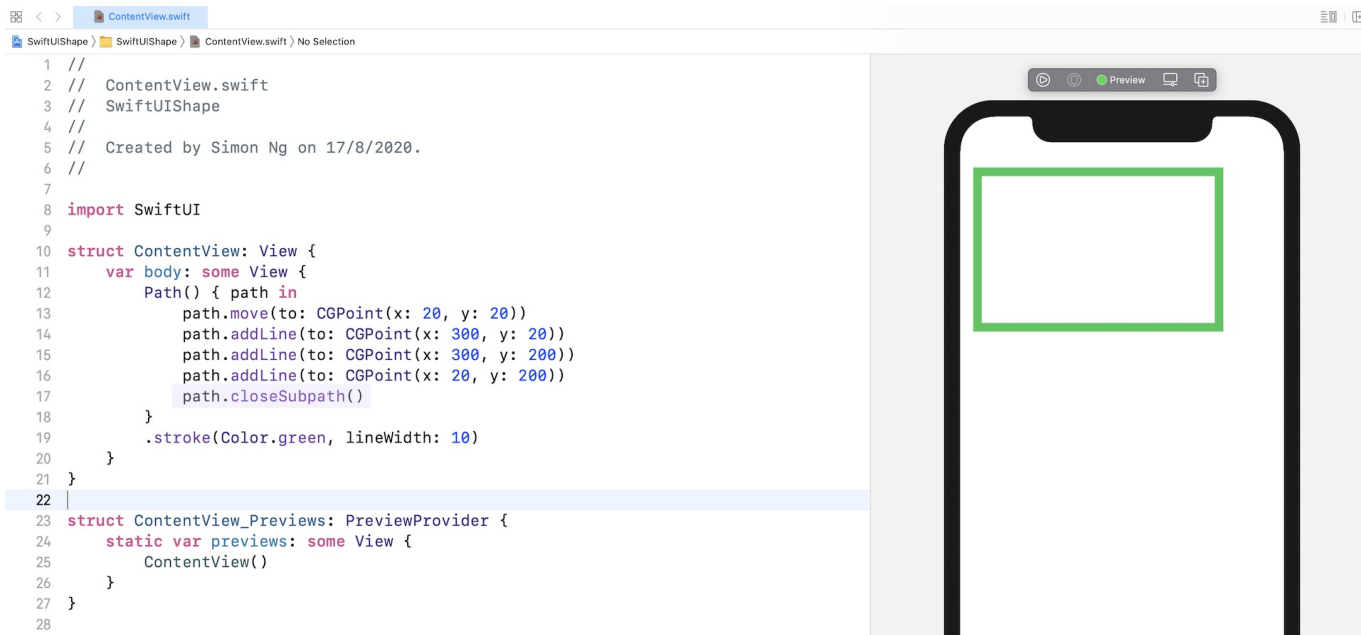 ContentView.swift
SwiftUIShape 〉 SwiftUIShape 〉 ContentView.swift 〉 No Selection
1 //
2 //  ContentView.swift
3 //  SwiftUIShape
4 //
5 //  Created by Simon Ng on 17/8/2020.
6 //
7
8 import SwiftUI
9
10 struct ContentView: View {
11     var body: some View {
12         Path() { path in
13             path.move(to: CGPoint(x: 20, y: 20))
14             path.addLine(to: CGPoint(x: 300, y: 20))
15             path.addLine(to: CGPoint(x: 300, y: 200))
16             path.addLine(to: CGPoint(x: 20, y: 200))
17             path.closeSubpath()
18         }
19         .stroke(Color.green, lineWidth: 10)
20     }
21 }
22
23 struct ContentView_Previews: PreviewProvider {
24     static var previews: some View {
25         ContentView()
26     }
27 }
28
Preview